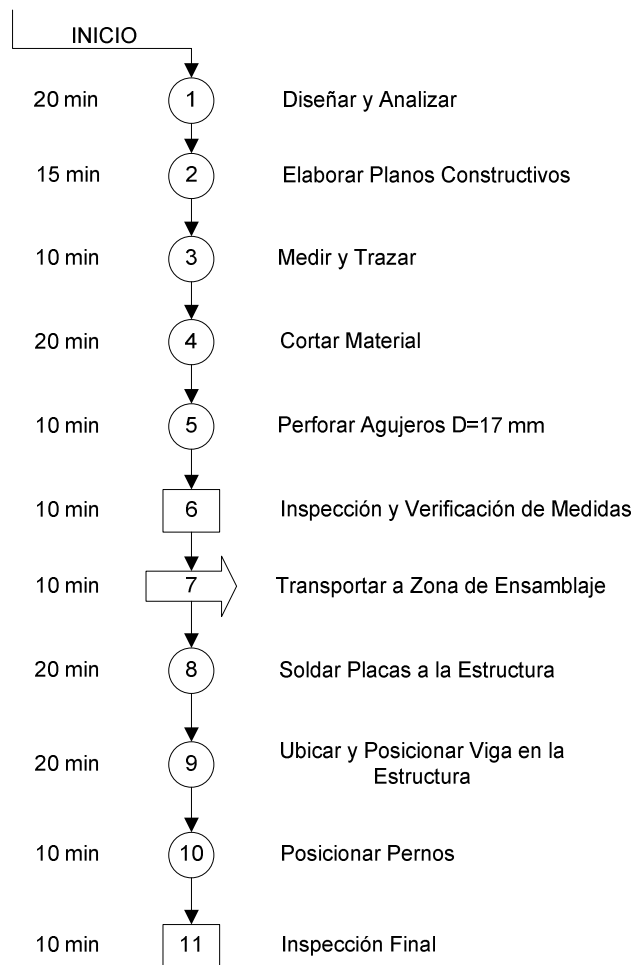 INICIO
20 min 1 Diseñar y Analizar
15 min 2 Elaborar Planos Constructivos
10 min 3 Medir y Trazar
20 min 4 Cortar Material
10 min 5 Perforar Agujeros D=17 mm
10 min 6 Inspección y Verificación de Medidas
10 min 7 Transportar a Zona de Ensamblaje
20 min 8 Soldar Placas a la Estructura
20 min 9 Ubicar y Posicionar Viga en la
Estructura
10 min 10 Posicionar Pernos
10 min 11 Inspección Final